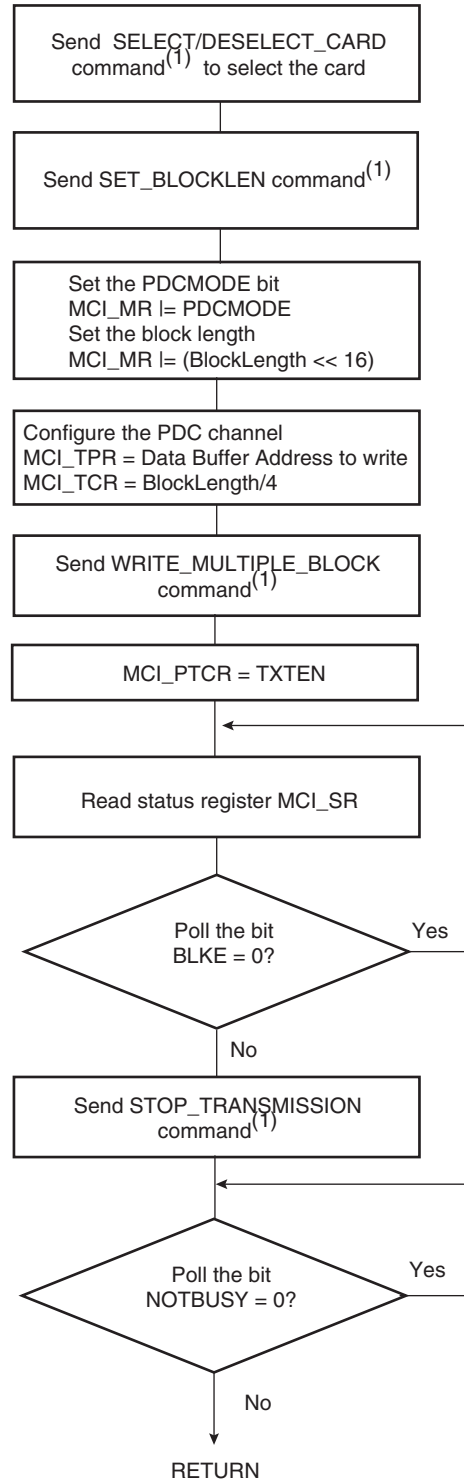 Send SELECT/DESELECT_CARD
command(1) to select the card
Send SET_BLOCKLEN command(1)
Set the PDCMODE bit
MCI_MR |= PDCMODE
Set the block length
MCI_MR |= (BlockLength << 16)
Configure the PDC channel
MCI_TPR = Data Buffer Address to write
MCI_TCR = BlockLength/4
Send WRITE_MULTIPLE_BLOCK
command(1)
MCI_PTCR = TXTEN
Read status register MCI_SR
Poll the bit
BLKE = 0?
Yes
No
Send STOP_TRANSMISSION
command(1)
Poll the bit
NOTBUSY = 0?
Yes
No
RETURN